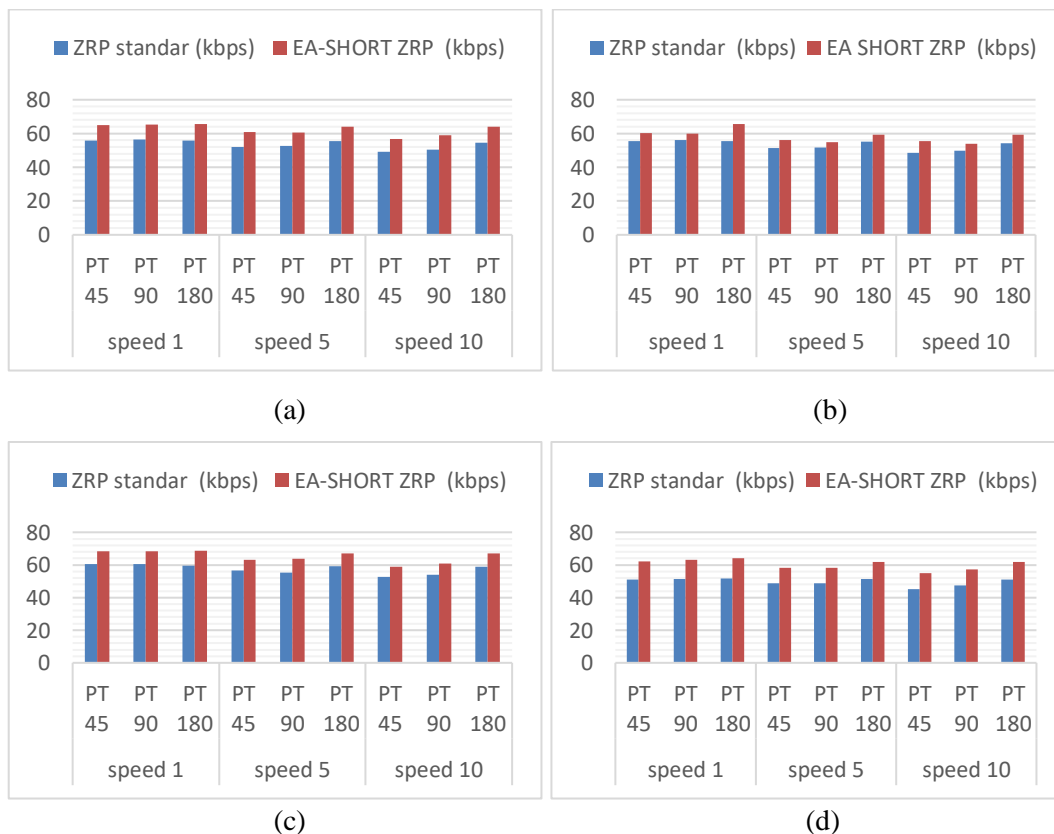 ZRP standar (kbps) EA-SHORT ZRP (kbps)
80
60
40
20
0
PT PT PT PT PT PT PT PT PT
45 90 180 45 90 180 45 90 180
speed 1 speed 5 speed 10
(a)
ZRP standar (kbps) EA SHORT ZRP (kbps)
80
60
40
20
0
PT PT PT PT PT PT PT PT PT
45 90 180 45 90 180 45 90 180
speed 1 speed 5 speed 10
(b)
ZRP standar (kbps) EA-SHORT ZRP (kbps)
80
60
40
20
0
PT PT PT PT PT PT PT PT PT
45 90 180 45 90 180 45 90 180
speed 1 speed 5 speed 10
(c)
ZRP standar (kbps) EA-SHORT ZRP (kbps)
80
60
40
20
0
PT PT PT PT PT PT PT PT PT
45 90 180 45 90 180 45 90 180
speed 1 speed 5 speed 10
(d)